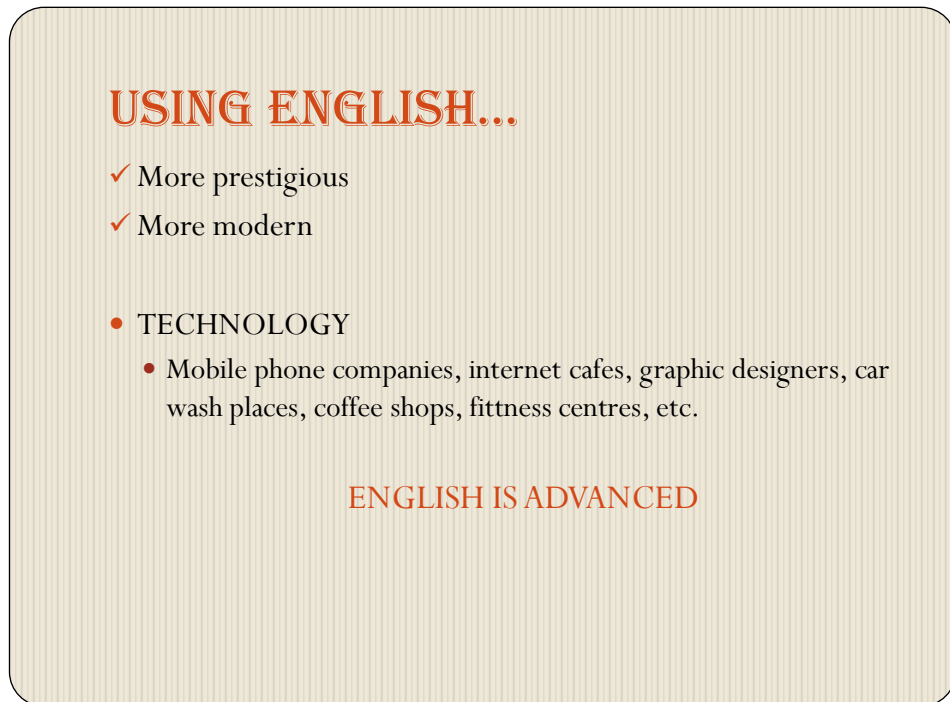 USING ENGLISH...
More prestigious
More modern
TECHNOLOGY
Mobile phone companies, internet cafes, graphic designers, car
wash places, coffee shops, fittness centres, etc.
ENGLISH IS ADVANCED